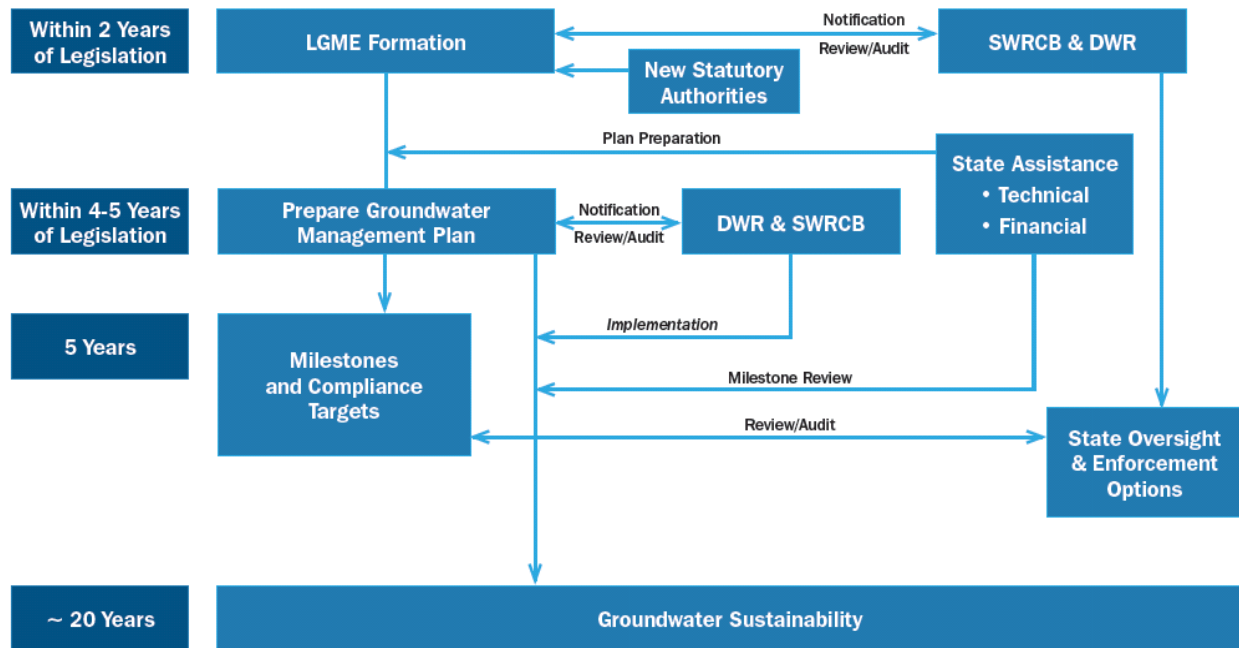 Within 2 Years
of Legislation
LGME Formation
Notification
Review/Audit
SWRCB & DWR
New Statutory
Authorities
Plan Preparation
State Assistance
• Technical
• Financial
Within 4-5 Years
of Legislation
Prepare Groundwater
Management Plan
Notification
Review/Audit
DWR & SWRCB
5 Years
Milestones
and Compliance
Targets
Implementation
Milestone Review
Review/Audit
State Oversight
& Enforcement
Options
~ 20 Years
Groundwater Sustainability